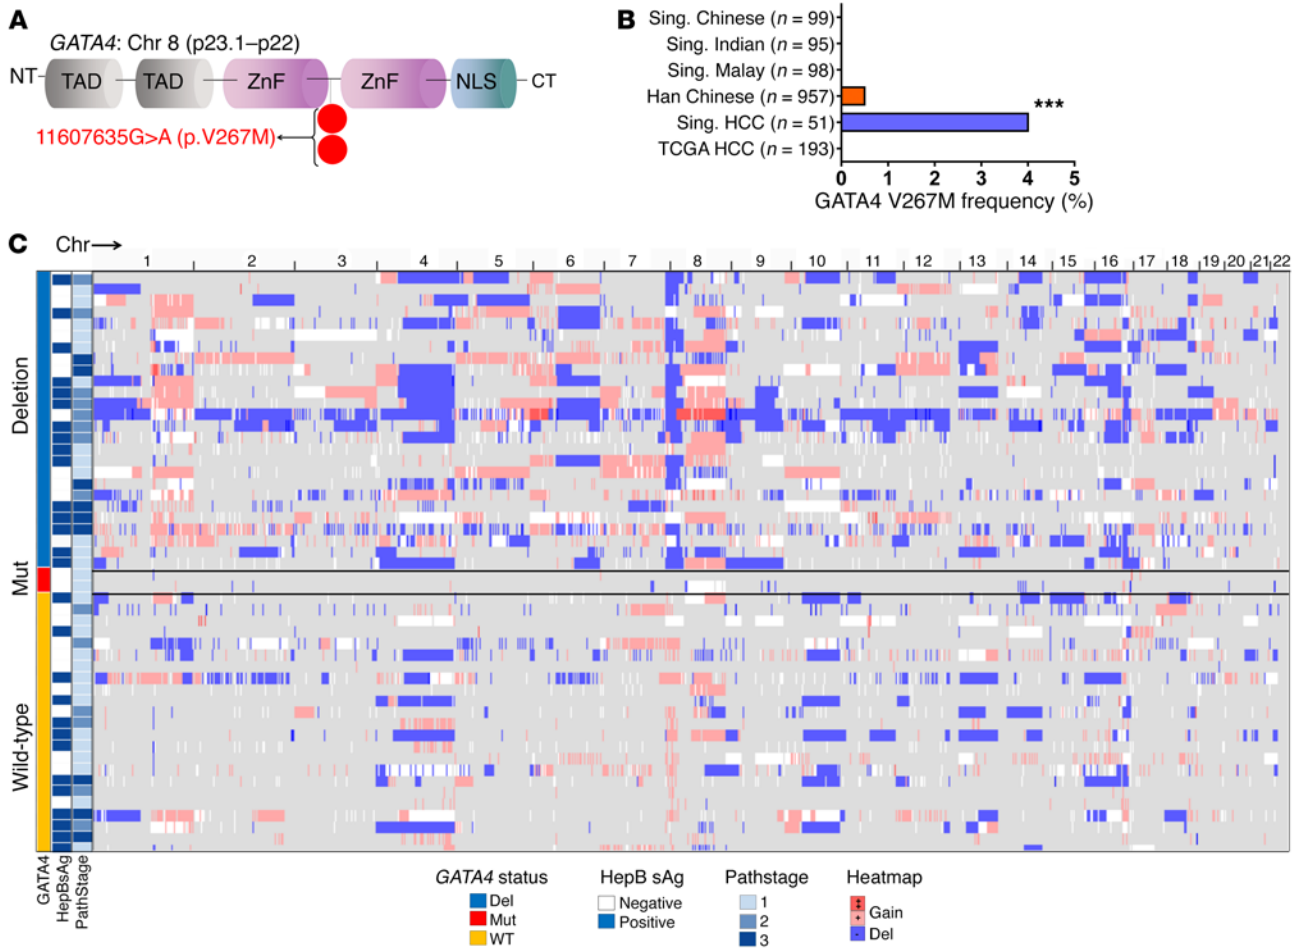 A
GATA4: Chr 8 (p23.1–p22)
NT TAD TAD ZnF ZnF NLS CT
11607635G>A (p.V267M)
B
Sing. Chinese (n = 99)
Sing. Indian (n = 95)
Sing. Malay (n = 98)
Han Chinese (n = 957)
Sing. HCC (n = 51)
TCGA HCC (n = 193)
***
0 1 2 3 4 5
GATA4 V267M frequency (%)
C
Chr
1 2 3 4 5 6 7 8 9 10 11 12 13 14 15 16 17 18 19 20 21 22
Deletion
Mut
Wild-type
GATA4
HepBsAg
PathStage
GATA4 status
Del
Mut
WT
HepB sAg
Negative
Positive
Pathstage
1
2
3
Heatmap
‡
+ Gain
- Del